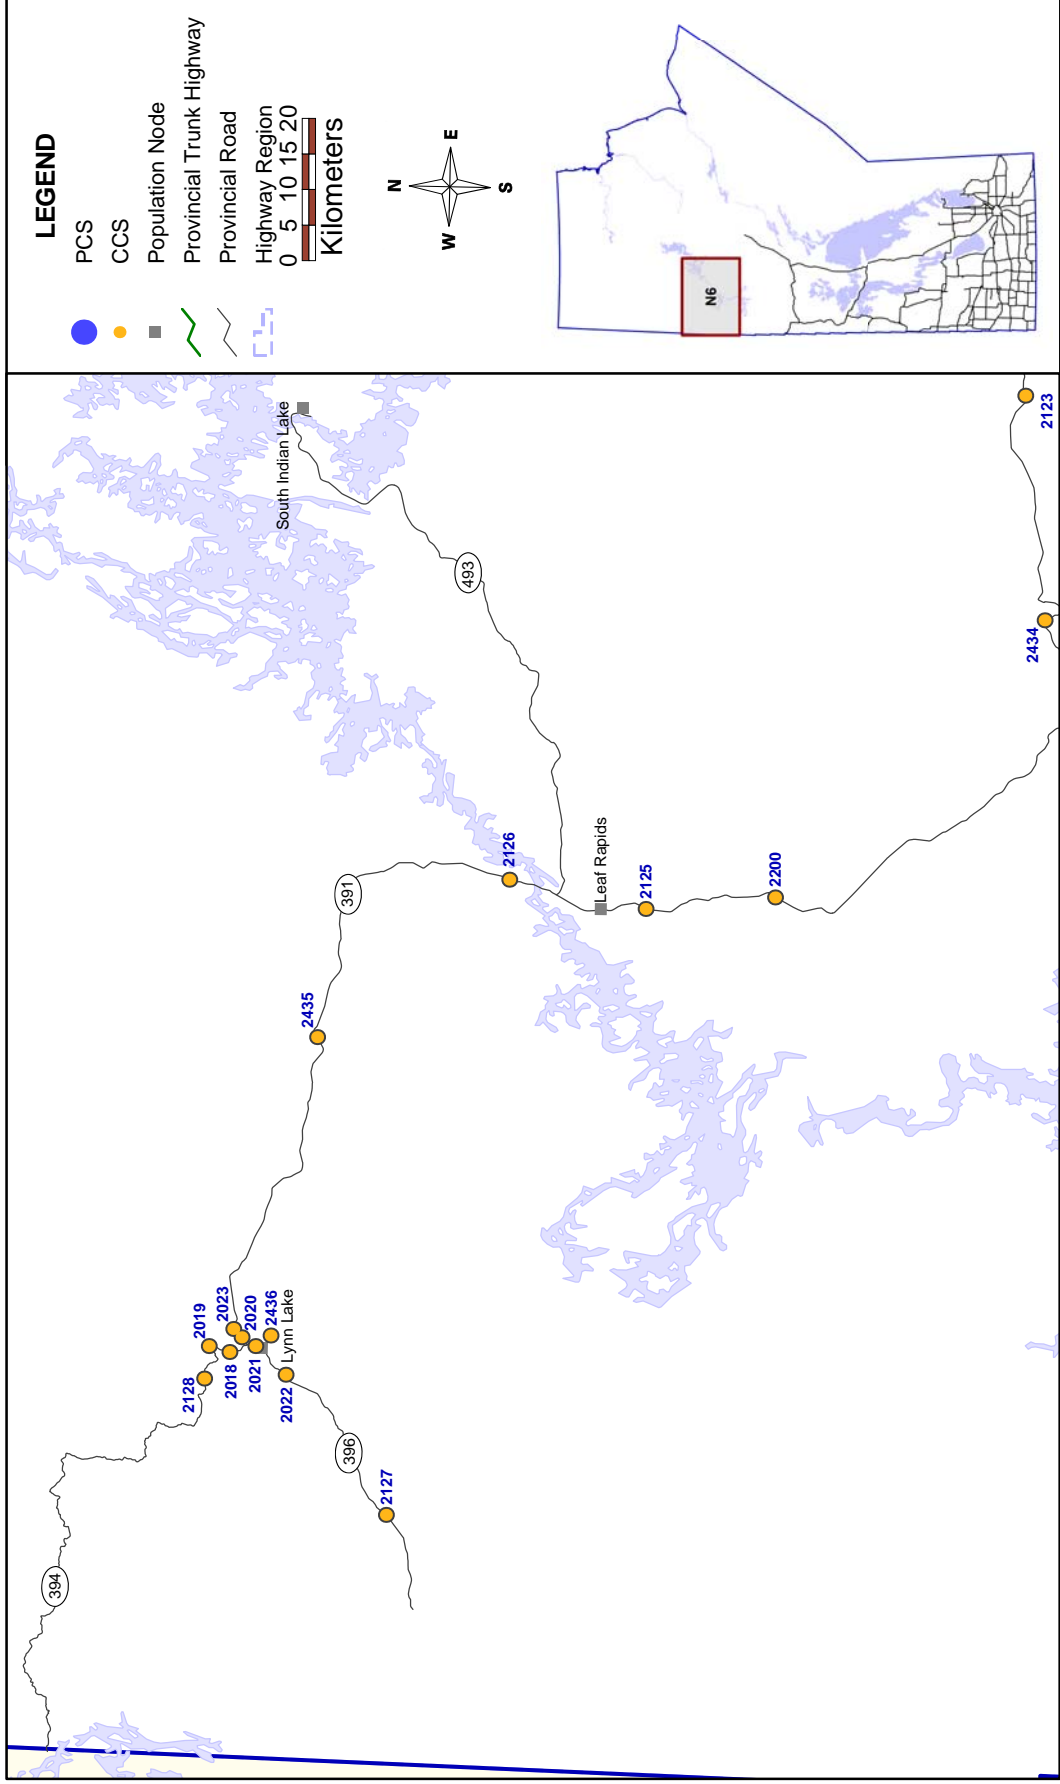 LEGEND
PCS
CCS
Population Node
Provincial Trunk Highway
Provincial Road
Highway Region
0 5 10 15 20
Kilometers
N
W E
S
N6
South Indian Lake
493
394
391
2126
2435
Leaf Rapids
2125
2200
2123
2434
2019
2023
2128
2018
2020
2021
2436
Lynn Lake
2022
396
2127